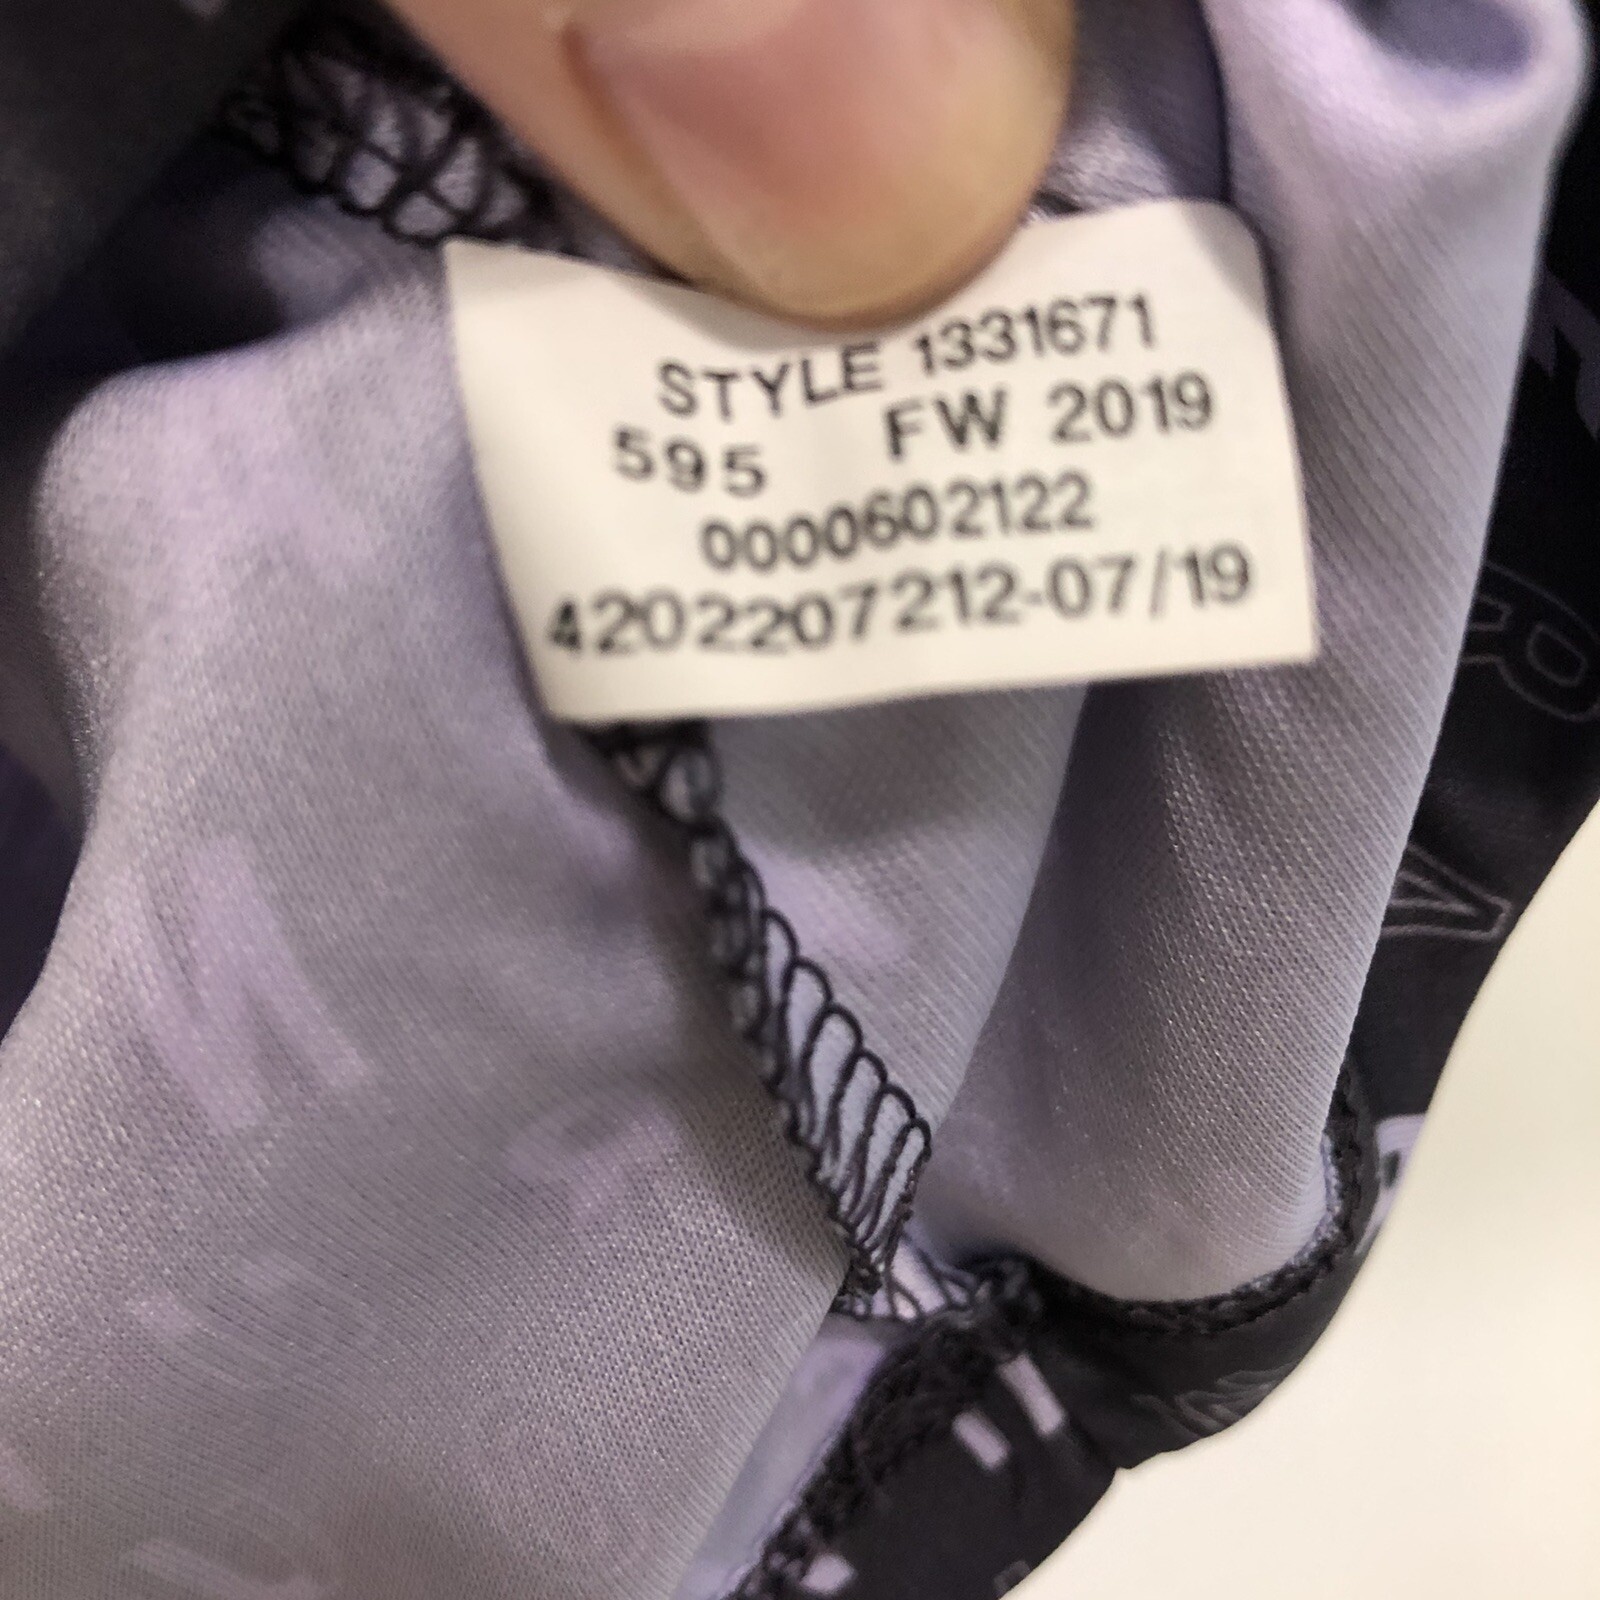 STYLE 1331671
595 FW 2019
0000602122
4202207212-07/19
R
A